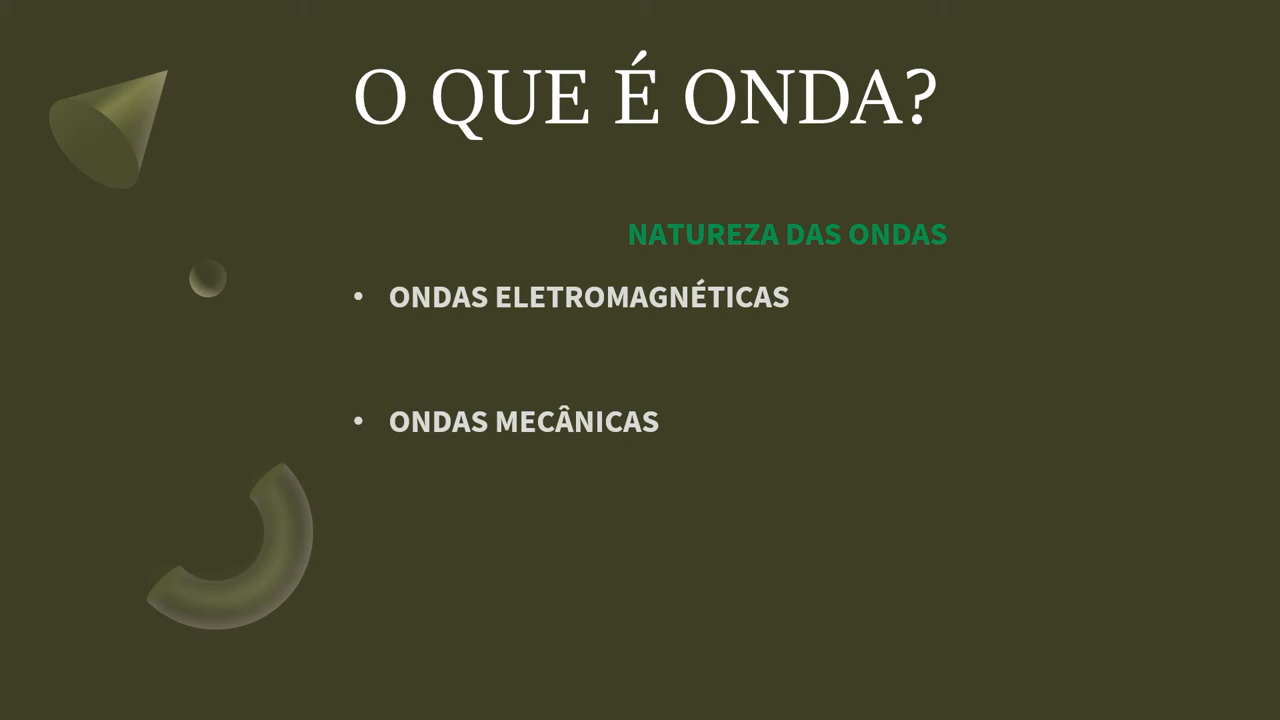 O QUE É ONDA?
NATUREZA DAS ONDAS
• ONDAS ELETROMAGNÉTICAS
• ONDAS MECÂNICAS